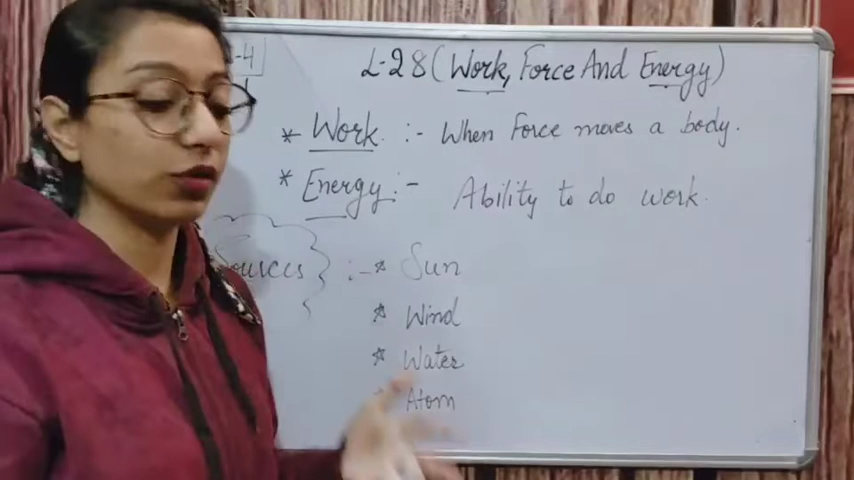 -4
L-28 (Work, Force And Energy)
* Work :- When Force moves a body.
* Energy :- Ability to do work.
Sources :- * Sun
* Wind
* Water
* Atom